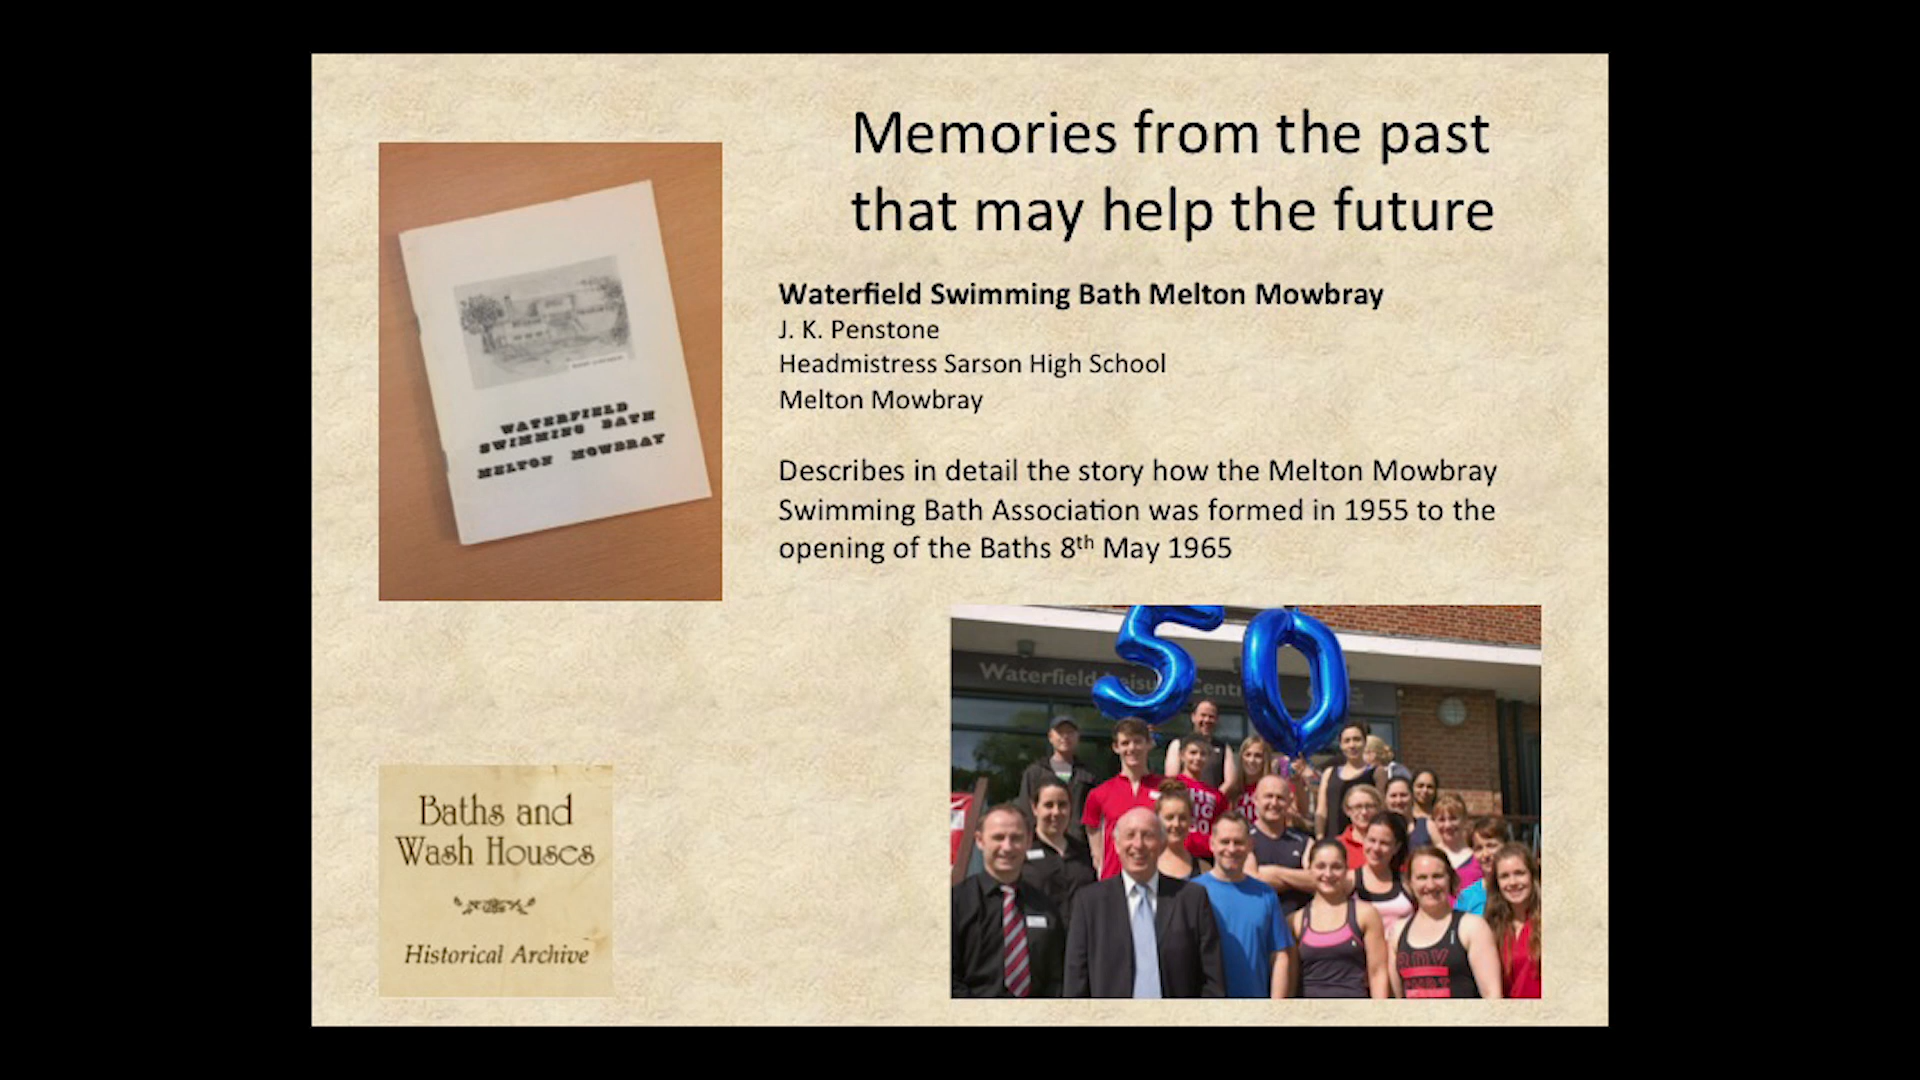 Memories from the past
that may help the future
WATERFIELD
SWIMMING BATH
MELTON MOWBRAY
Waterfield Swimming Bath Melton Mowbray
J. K. Penstone
Headmistress Sarson High School
Melton Mowbray
Describes in detail the story how the Melton Mowbray
Swimming Bath Association was formed in 1955 to the
opening of the Baths 8th May 1965
50
Waterfield Leisure Centre
Baths and
Wash Houses
Historical Archive